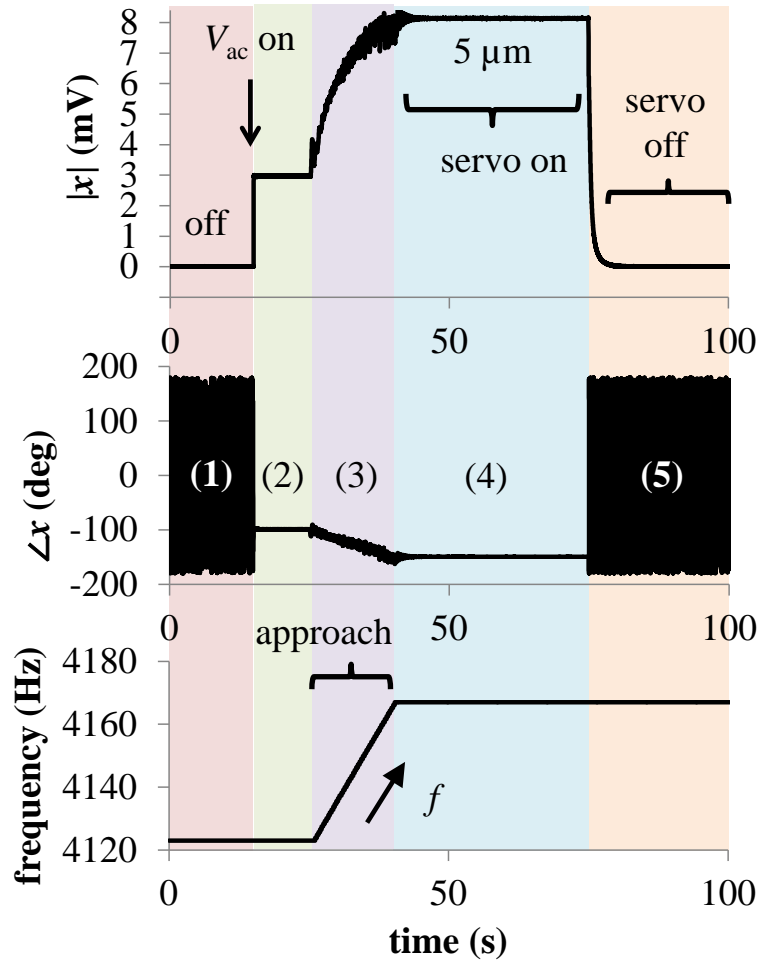 |x| (mV)
8
7
6
5
4
3
2
1
0
V_ac on
off
5 µm
servo on
servo
off
0 50 100
∠x (deg)
200
100
0
-100
-200
(1) (2) (3) (4) (5)
0 50 100
frequency (Hz)
4180
4160
4140
4120
approach
f
0 50 100
time (s)